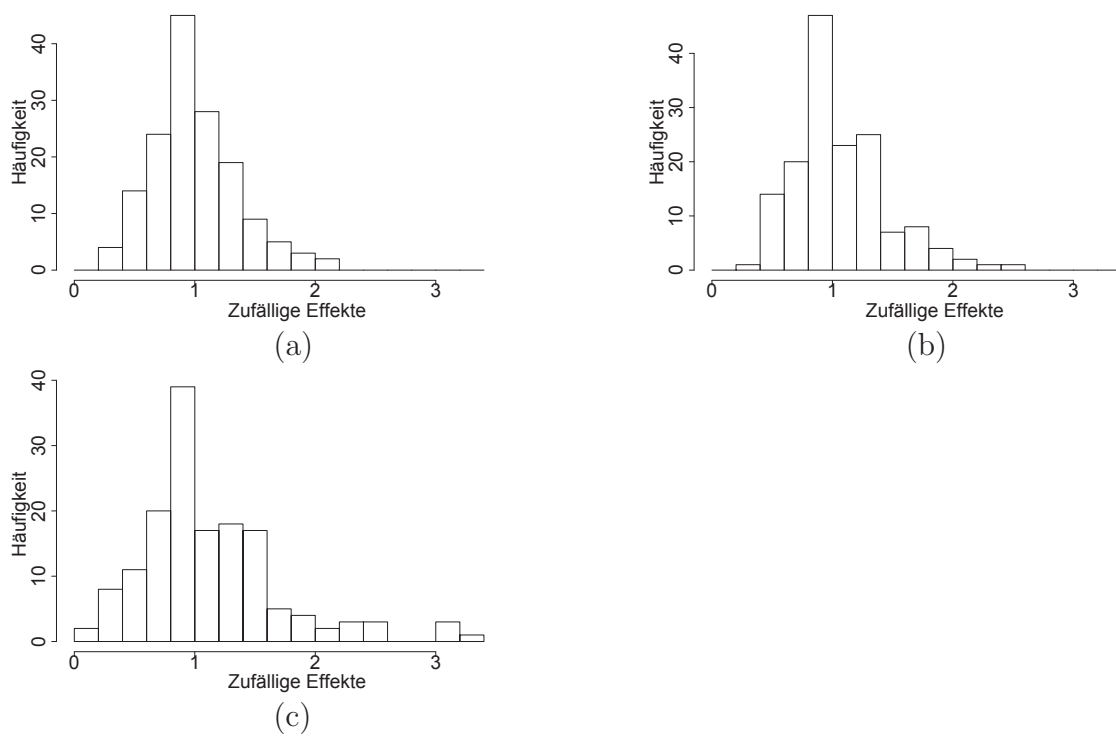 Häufigkeit
0 10 20 30 40
0 1 2 3
Zufällige Effekte
(a)
Häufigkeit
0 10 20 30 40
0 1 2 3
Zufällige Effekte
(b)
Häufigkeit
0 10 20 30 40
0 1 2 3
Zufällige Effekte
(c)